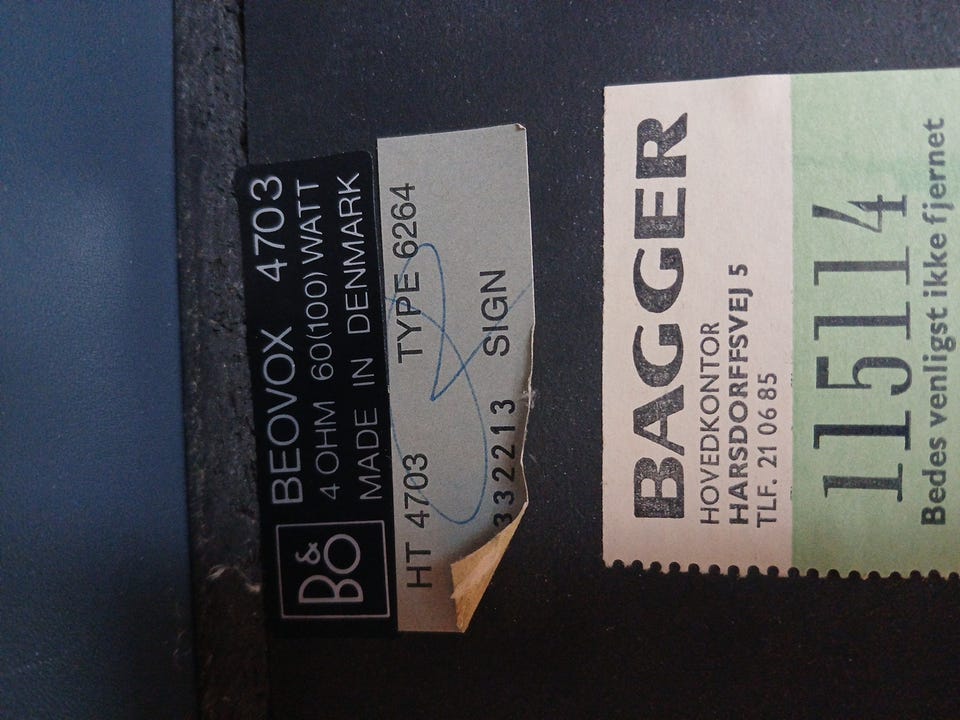 B&O
BEOVOX 4703
4 OHM 60(100) WATT
MADE IN DENMARK
HT 4703 TYPE 6264
332213 SIGN
BAGGER
HOVEDKONTOR
HARSDORFFSVEJ 5
TLF. 21 06 85
115114
Bedes venligst ikke fjernet